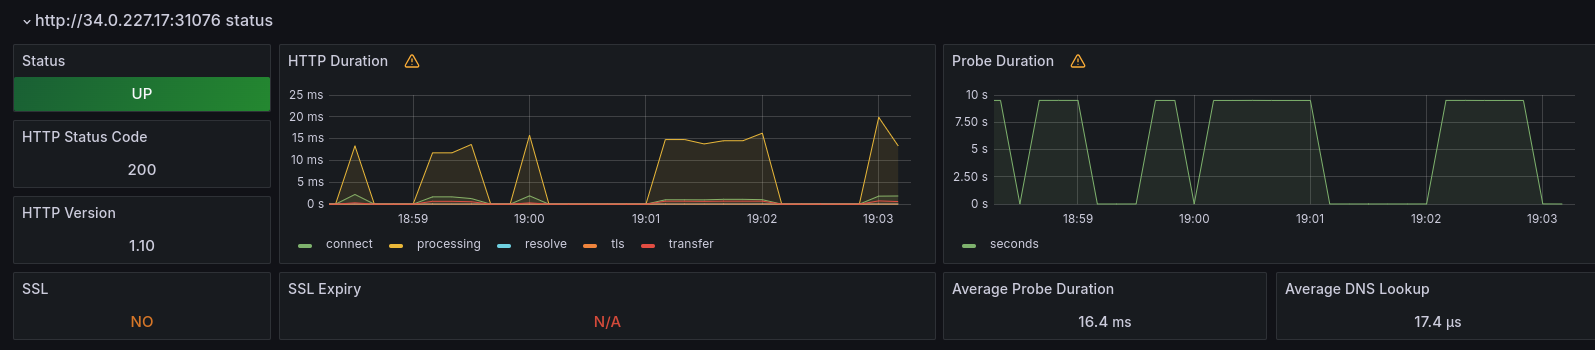 http://34.0.227.17:31076 status
Status
UP
HTTP Status Code
200
HTTP Version
1.10
SSL
NO
HTTP Duration
25 ms
20 ms
15 ms
10 ms
5 ms
0 s
18:59 19:00 19:01 19:02 19:03
connect processing resolve tls transfer
SSL Expiry
N/A
Probe Duration
10 s
7.50 s
5 s
2.50 s
0 s
18:59 19:00 19:01 19:02 19:03
seconds
Average Probe Duration
16.4 ms
Average DNS Lookup
17.4 µs